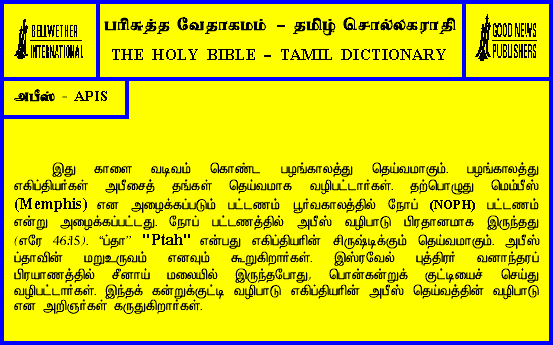 BELLWETHER
INTERNATIONAL
பரிசுத்த வேதாகமம் – தமிழ் சொல்லகராதி
THE HOLY BIBLE – TAMIL DICTIONARY
GOOD NEWS
PUBLISHERS
அபீஸ் - APIS
இது காளை வடிவம் கொண்ட பழங்காலத்து தெய்வமாகும். பழங்காலத்து
எகிப்தியர்கள் அபீசைத் தங்கள் தெய்வமாக வழிபட்டார்கள். தற்பொழுது மெம்பீஸ்
(Memphis) என அழைக்கப்படும் பட்டணம் பூர்வகாலத்தில் நோப் (NOPH) பட்டணம்
என்று அழைக்கப்பட்டது. நோப் பட்டணத்தில் அபீஸ் வழிபாடு பிரதானமாக இருந்தது
(எரே 46:15). “ப்தா” "Ptah" என்பது எகிப்தியரின் சிருஷ்டிக்கும் தெய்வமாகும். அபீஸ்
ப்தாவின் மறுஉருவம் எனவும் கூறுகிறார்கள். இஸ்ரவேல் புத்திரர் வனாந்தரப்
பிரயாணத்தில் சீனாய் மலையில் இருந்தபோது, பொன்கன்றுக் குட்டியைச் செய்து
வழிபட்டார்கள். இந்தக் கன்றுக்குட்டி வழிபாடு எகிப்தியரின் அபீஸ் தெய்வத்தின் வழிபாடு
என அறிஞர்கள் கருதுகிறார்கள்.